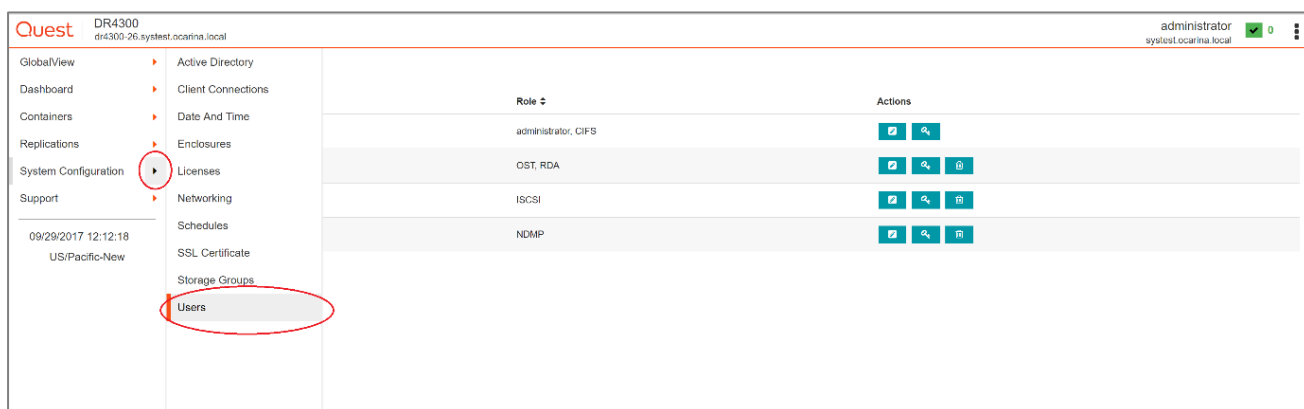 Quest
DR4300
dr4300-26.systest.ocarina.local
administrator
systest.ocarina.local
0
GlobalView
Dashboard
Containers
Replications
System Configuration
Support
09/29/2017 12:12:18
US/Pacific-New
Active Directory
Client Connections
Date And Time
Enclosures
Licenses
Networking
Schedules
SSL Certificate
Storage Groups
Users
Role Actions
administrator, CIFS
OST, RDA
ISCSI
NDMP